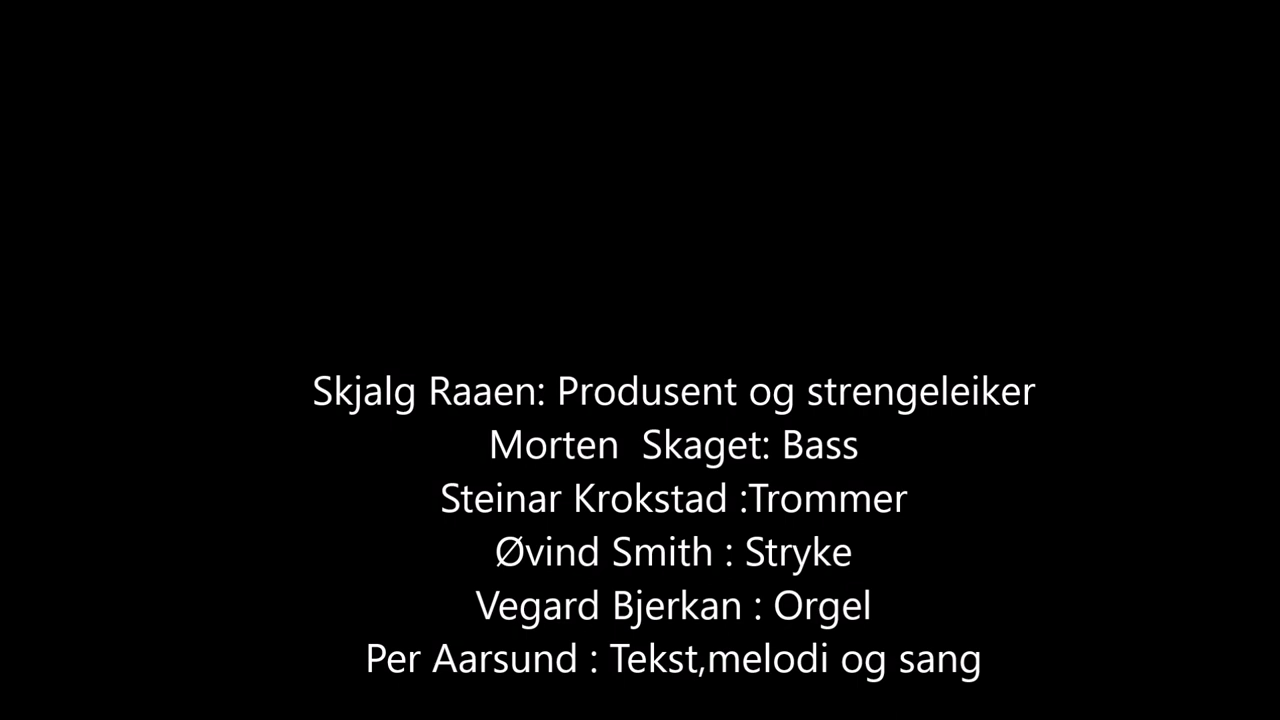 Skjalg Raaen: Produsent og strengeleiker
Morten  Skaget: Bass
Steinar Krokstad :Trommer
Øvind Smith : Stryke
Vegard Bjerkan : Orgel
Per Aarsund : Tekst,melodi og sang